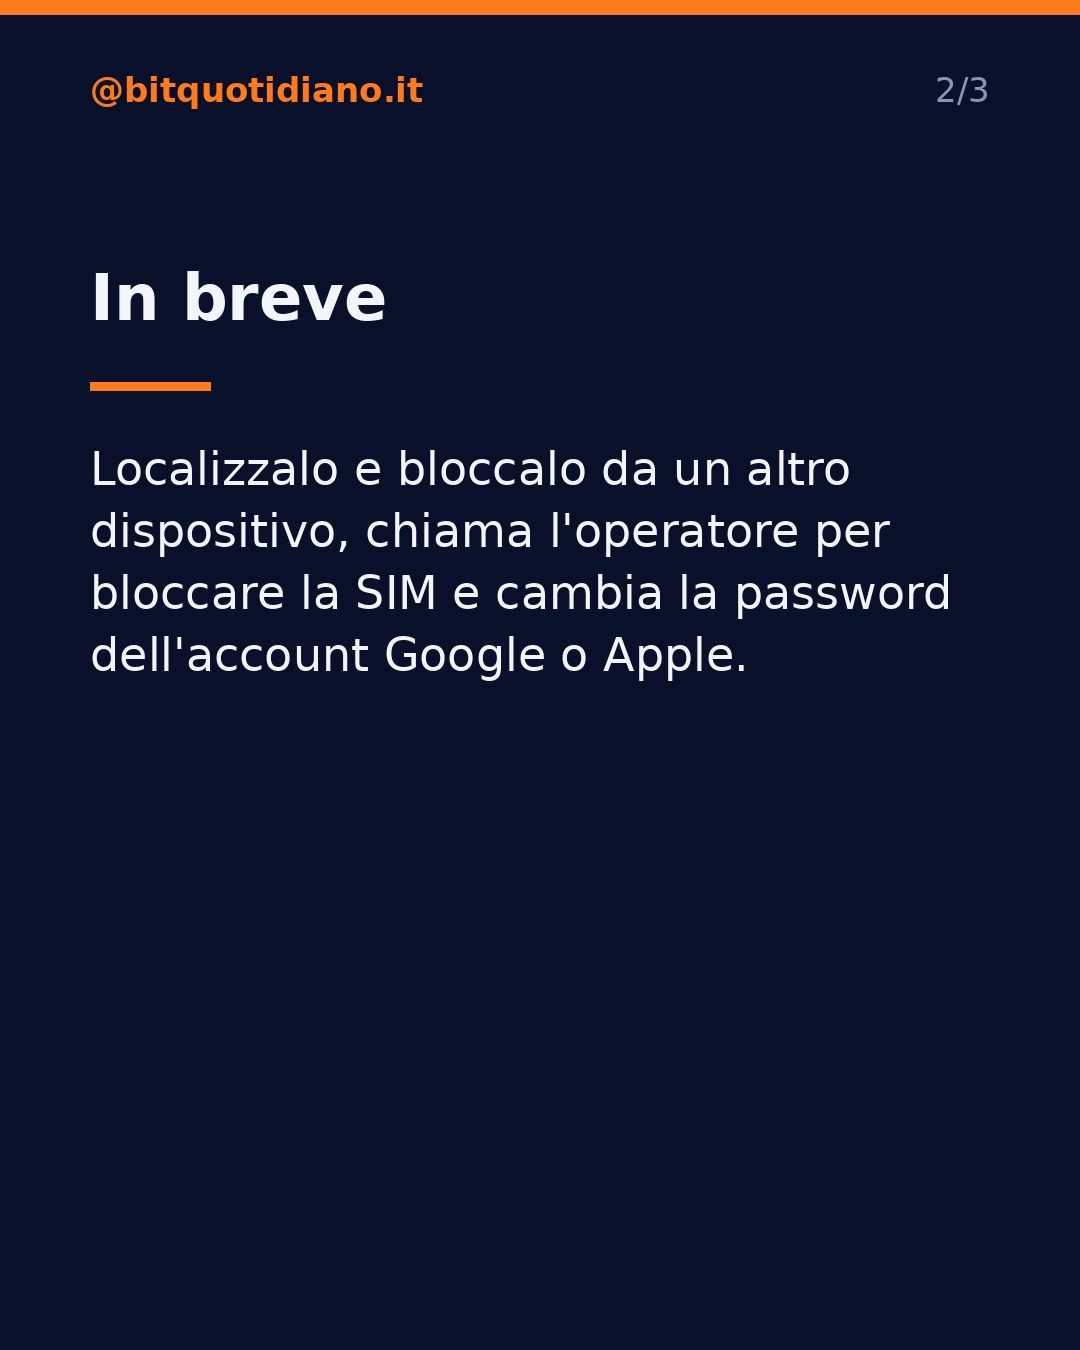 @bitquotidiano.it
2/3
In breve
Localizzalo e bloccalo da un altro
dispositivo, chiama l'operatore per
bloccare la SIM e cambia la password
dell'account Google o Apple.